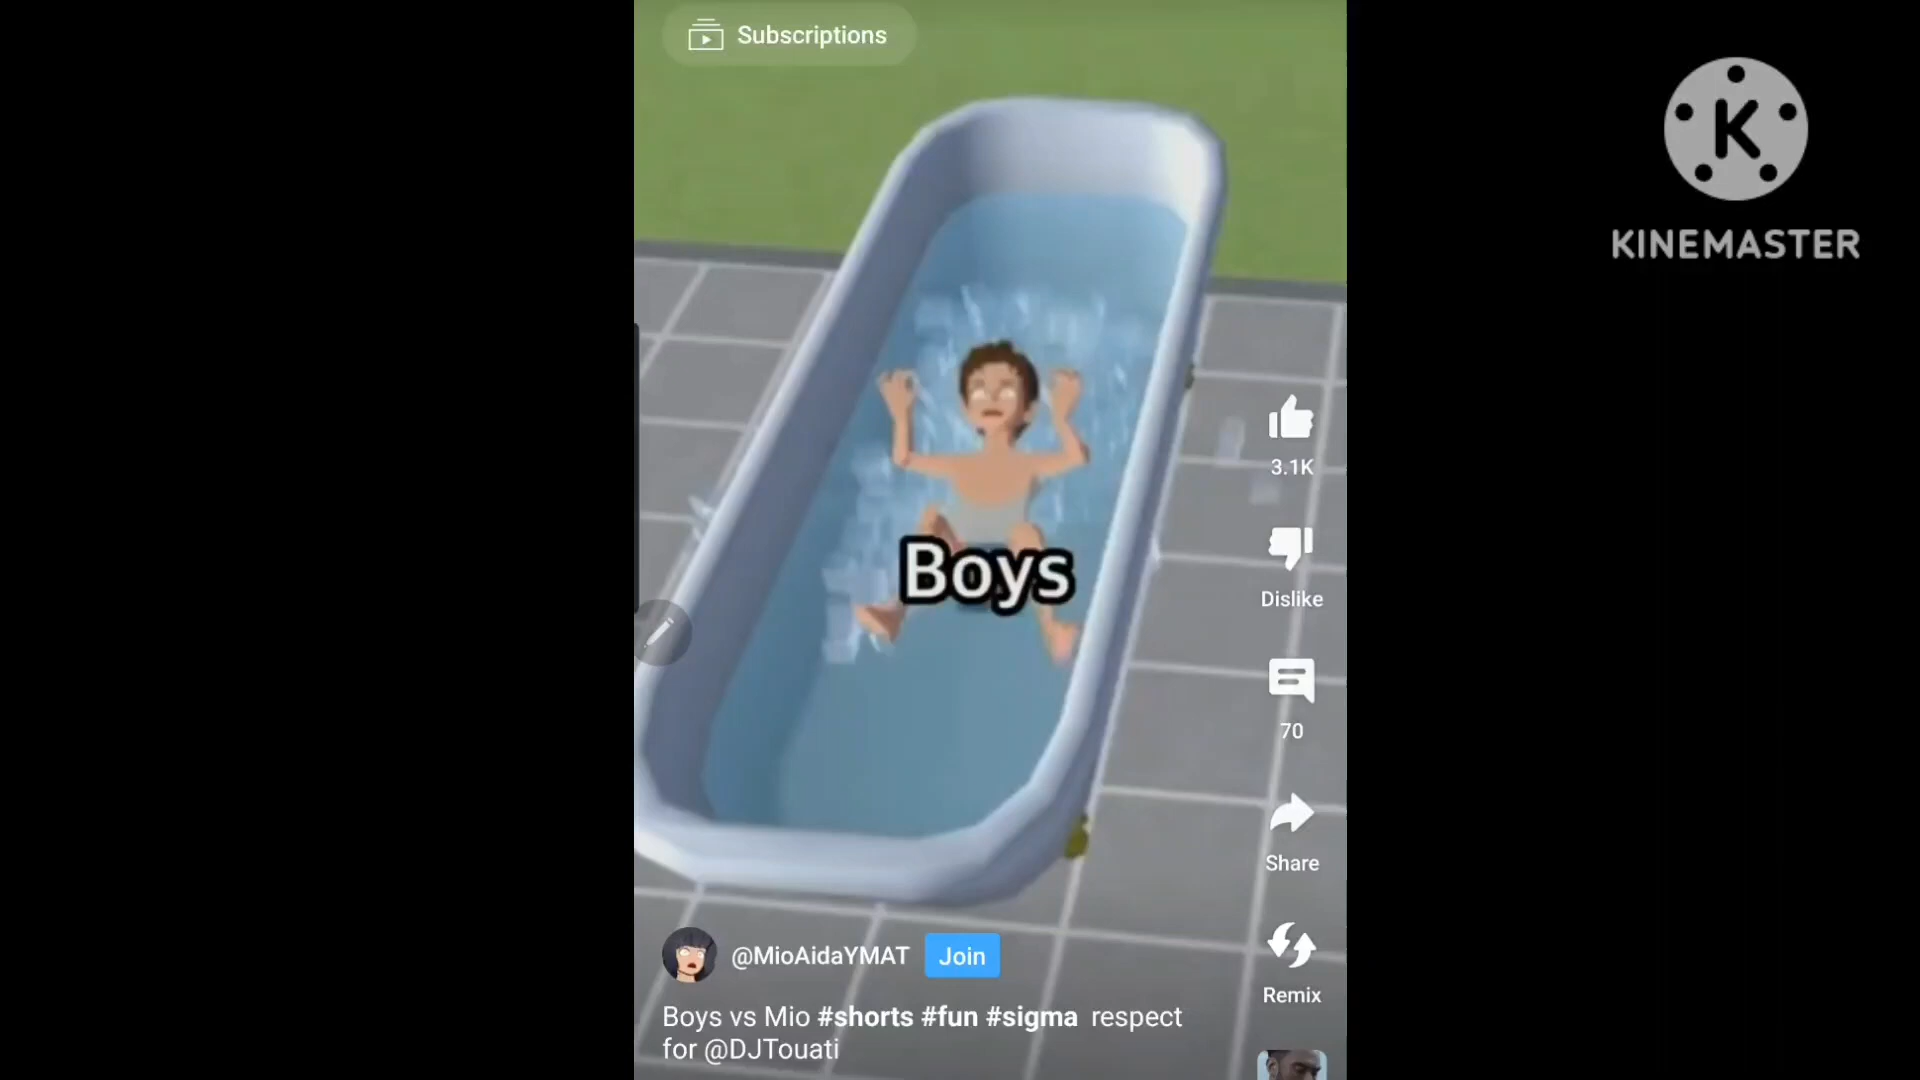 Subscriptions
KINEMASTER
Boys
3.1K
Dislike
70
Share
Remix
@MioAidaYMAT Join
Boys vs Mio #shorts #fun #sigma respect
for @DJTouati